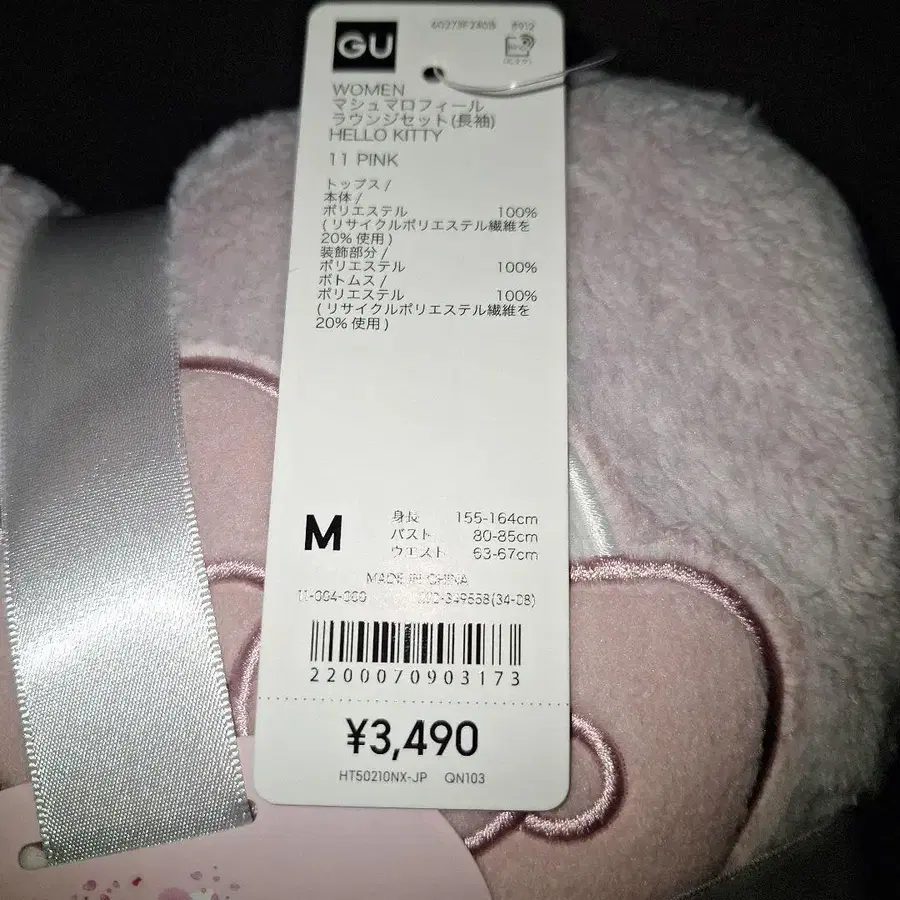 GU
WOMEN
マシュマロフィール
ラウンジセット(長袖)
HELLO KITTY
11 PINK
トップス/
本体/
ポリエステル 100%
(リサイクルポリエステル繊維を
20%使用)
装飾部分/
ポリエステル 100%
ボトムス/
ポリエステル 100%
(リサイクルポリエステル繊維を
20%使用)
M
身長 155-164cm
バスト 80-85cm
ウエスト 63-67cm
MADE IN CHINA
11-004-000
2200070903173
¥3,490
HT50210NX-JP QN103